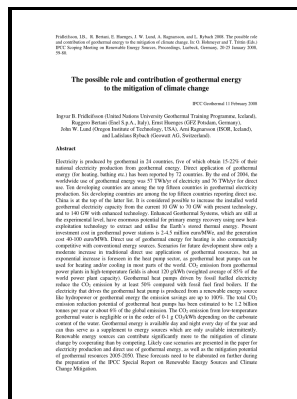 Fridleifsson, I.B., R. Bertani, E. Huenges, J. W. Lund, A. Ragnarsson, and L. Rybach 2008. The possible role
and contribution of geothermal energy to the mitigation of climate change. In: O. Hohmeyer and T. Trittin (Eds.)
IPCC Scoping Meeting on Renewable Energy Sources, Proceedings, Luebeck, Germany, 20-25 January 2008,
59-80.
The possible role and contribution of geothermal energy
to the mitigation of climate change
IPCC Geothermal 11 February 2008
Ingvar B. Fridleifsson (United Nations University Geothermal Training Programme, Iceland),
Ruggero Bertani (Enel S.p.A., Italy), Ernst Huenges (GFZ Potsdam, Germany),
John W. Lund (Oregon Institute of Technology, USA), Arni Ragnarsson (ISOR, Iceland),
and Ladislaus Rybach (Geowatt AG, Switzerland).
Abstract
Electricity is produced by geothermal in 24 countries, five of which obtain 15-22% of
their national electricity production from geothermal energy. Direct application of geothermal
energy (for heating, bathing etc.) has been reported by 72 countries. By the end of 2004, the
worldwide use of geothermal energy was 57 TWh/yr of electricity and 76 TWh/yr for direct
use. Ten developing countries are among the top fifteen countries in geothermal electricity
production. Six developing countries are among the top fifteen countries reporting direct use.
China is at the top of the latter list. It is considered possible to increase the installed world
geothermal electricity capacity from the current 10 GW to 70 GW with present technology,
and to 140 GW with enhanced technology. Enhanced Geothermal Systems, which are still at
the experimental level, have enormous potential for primary energy recovery using new heat-
exploitation technology to extract and utilise the Earth's stored thermal energy. Present
investment cost in geothermal power stations is 2-4.5 million euro/MWe, and the generation
cost 40-100 euro/MWh. Direct use of geothermal energy for heating is also commercially
competitive with conventional energy sources. Scenarios for future development show only a
moderate increase in traditional direct use applications of geothermal resources, but an
exponential increase is foreseen in the heat pump sector, as geothermal heat pumps can be
used for heating and/or cooling in most parts of the world. CO2 emission from geothermal
power plants in high-temperature fields is about 120 g/kWh (weighted average of 85% of the
world power plant capacity). Geothermal heat pumps driven by fossil fuelled electricity
reduce the CO2 emission by at least 50% compared with fossil fuel fired boilers. If the
electricity that drives the geothermal heat pump is produced from a renewable energy source
like hydropower or geothermal energy the emission savings are up to 100%. The total CO2
emission reduction potential of geothermal heat pumps has been estimated to be 1.2 billion
tonnes per year or about 6% of the global emission. The CO2 emission from low-temperature
geothermal water is negligible or in the order of 0-1 g CO2/kWh depending on the carbonate
content of the water. Geothermal energy is available day and night every day of the year and
can thus serve as a supplement to energy sources which are only available intermittently.
Renewable energy sources can contribute significantly more to the mitigation of climate
change by cooperating than by competing. Likely case scenarios are presented in the paper for
electricity production and direct use of geothermal energy, as well as the mitigation potential
of geothermal resources 2005-2050. These forecasts need to be elaborated on further during
the preparation of the IPCC Special Report on Renewable Energy Sources and Climate
Change Mitigation.